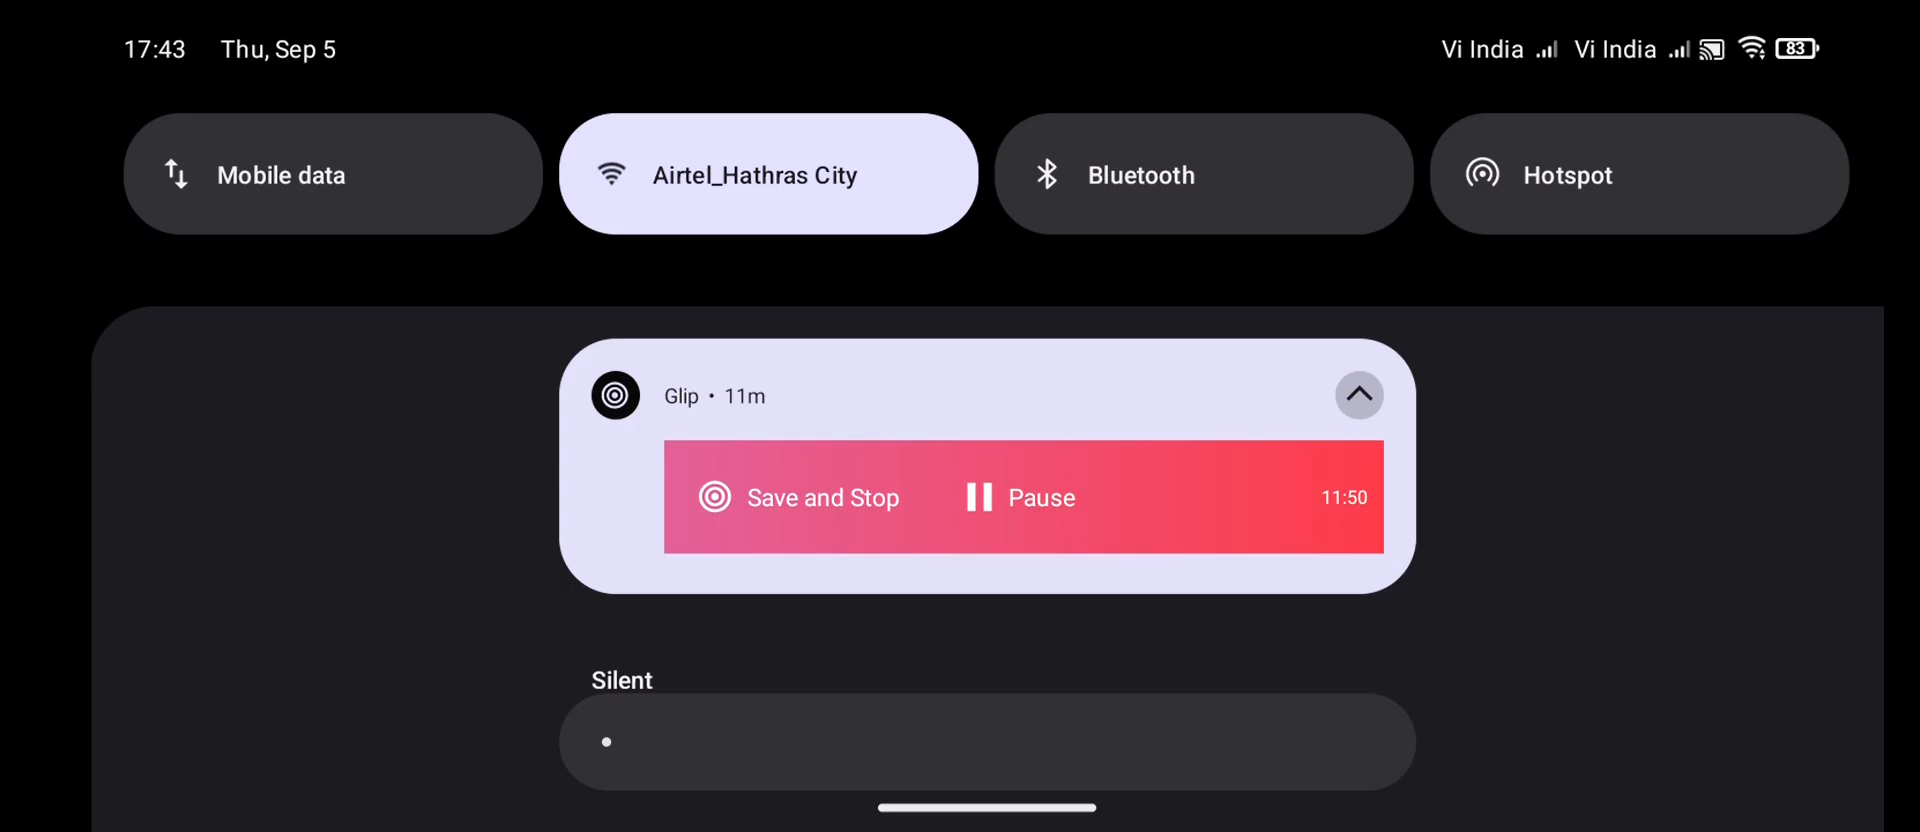 17:43 Thu, Sep 5 Vi India Vi India 83
Mobile data Airtel_Hathras City Bluetooth Hotspot
Glip • 11m
Save and Stop Pause 11:50
Silent